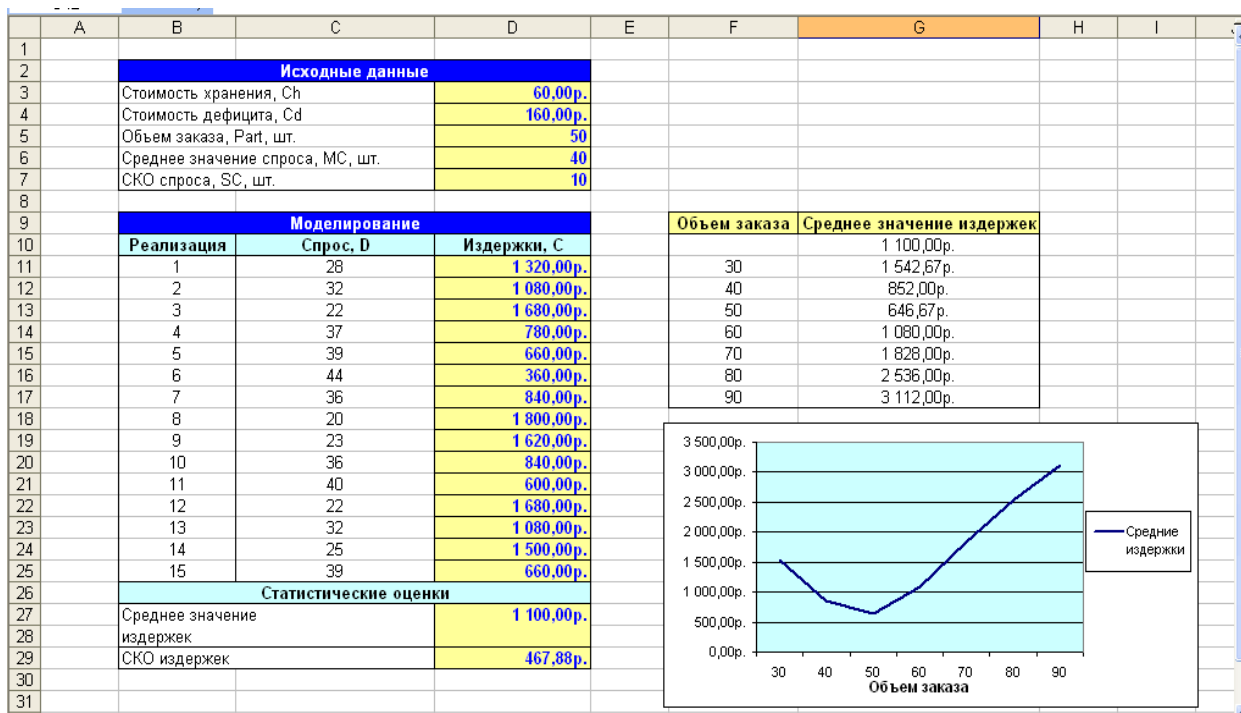 A B C D E F G H I
1
2 Исходные данные
3 Стоимость хранения, Ch 60,00р.
4 Стоимость дефицита, Cd 160,00р.
5 Объем заказа, Part, шт. 50
6 Среднее значение спроса, МС, шт. 40
7 СКО спроса, SC, шт. 10
8
9 Моделирование Объем заказа Среднее значение издержек
10 Реализация Спрос, D Издержки, С 1 100,00р.
11 1 28 1 320,00р. 30 1 542,67р.
12 2 32 1 080,00р. 40 852,00р.
13 3 22 1 680,00р. 50 646,67р.
14 4 37 780,00р. 60 1 080,00р.
15 5 39 660,00р. 70 1 828,00р.
16 6 44 360,00р. 80 2 536,00р.
17 7 36 840,00р. 90 3 112,00р.
18 8 20 1 800,00р.
19 9 23 1 620,00р.
20 10 36 840,00р.
21 11 40 600,00р.
22 12 22 1 680,00р.
23 13 32 1 080,00р.
24 14 25 1 500,00р.
25 15 39 660,00р.
26 Статистические оценки
27 Среднее значение 1 100,00р.
28 издержек
29 СКО издержек 467,88р.
30
31
3 500,00р.
3 000,00р.
2 500,00р.
2 000,00р.
1 500,00р.
1 000,00р.
500,00р.
0,00р.
30 40 50 60 70 80 90
Объем заказа
Средние
издержки